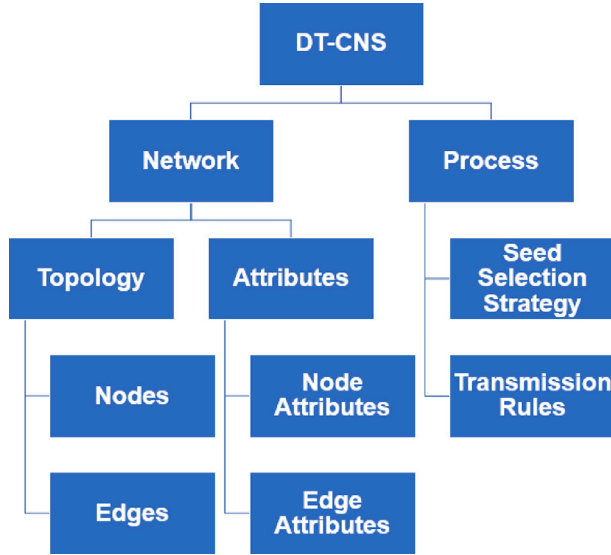 DT-CNS
Network
Process
Topology
Attributes
Seed
Selection
Strategy
Nodes
Node
Attributes
Transmission
Rules
Edges
Edge
Attributes